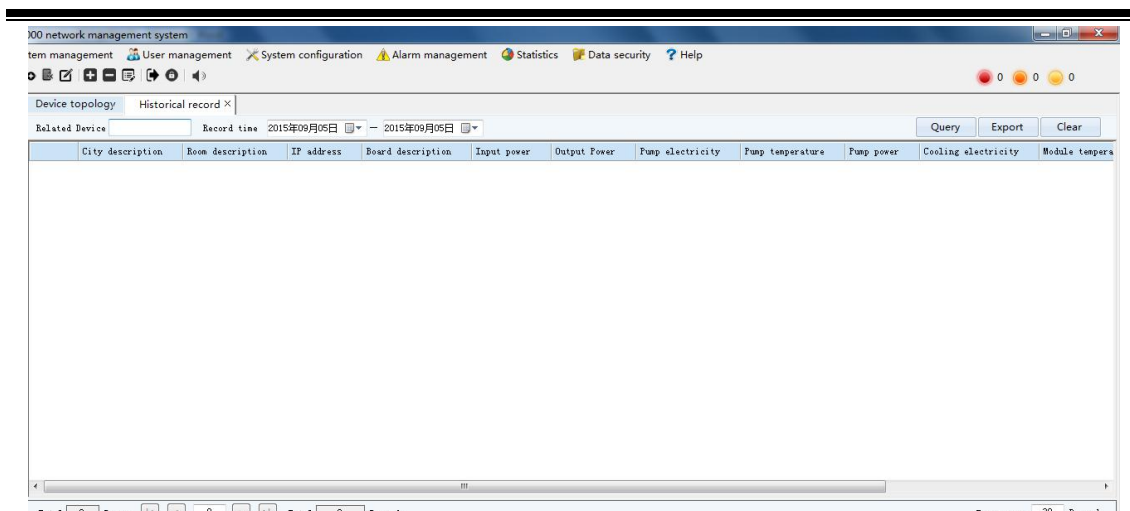 000 network management system
tem management User management System configuration Alarm management Statistics Data security Help
0 0 0
Device topology Historical record ×
Related Device Record time 2015年09月05日 — 2015年09月05日 Query Export Clear
City description Room description IP address Board description Input power Output Power Pump electricity Pump temperature Pump power Cooling electricity Module tempera